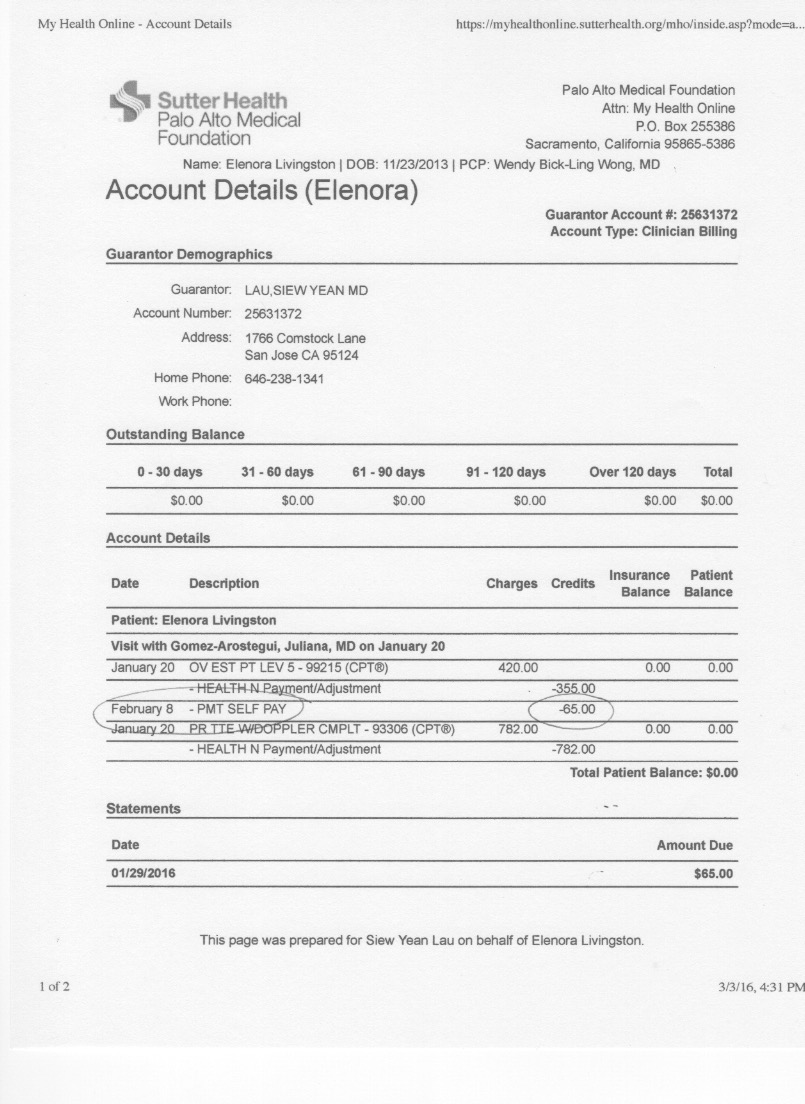 My Health Online - Account Details https://myhealthonline.sutterhealth.org/mho/inside.asp?mode=a...
Sutter Health
Palo Alto Medical
Foundation
Palo Alto Medical Foundation
Attn: My Health Online
P.O. Box 255386
Sacramento, California 95865-5386
Name: Elenora Livingston | DOB: 11/23/2013 | PCP: Wendy Bick-Ling Wong, MD
Account Details (Elenora)
Guarantor Account #: 25631372
Account Type: Clinician Billing
Guarantor Demographics
Guarantor: LAU,SIEW YEAN MD
Account Number: 25631372
Address: 1766 Comstock Lane
San Jose CA 95124
Home Phone: 646-238-1341
Work Phone:
Outstanding Balance
0 - 30 days 31 - 60 days 61 - 90 days 91 - 120 days Over 120 days Total
$0.00 $0.00 $0.00 $0.00 $0.00 $0.00
Account Details
Date Description Charges Credits Insurance Balance Patient Balance
Patient: Elenora Livingston
Visit with Gomez-Arostegui, Juliana, MD on January 20
January 20 OV EST PT LEV 5 - 99215 (CPT®) 420.00 0.00 0.00
- HEALTH N Payment/Adjustment -355.00
February 8 - PMT SELF PAY -65.00
January 20 PR TTE W/DOPPLER CMPLT - 93306 (CPT®) 782.00 0.00 0.00
- HEALTH N Payment/Adjustment -782.00
Total Patient Balance: $0.00
Statements
Date Amount Due
01/29/2016 $65.00
This page was prepared for Siew Yean Lau on behalf of Elenora Livingston.
1 of 2 3/3/16, 4:31 PM